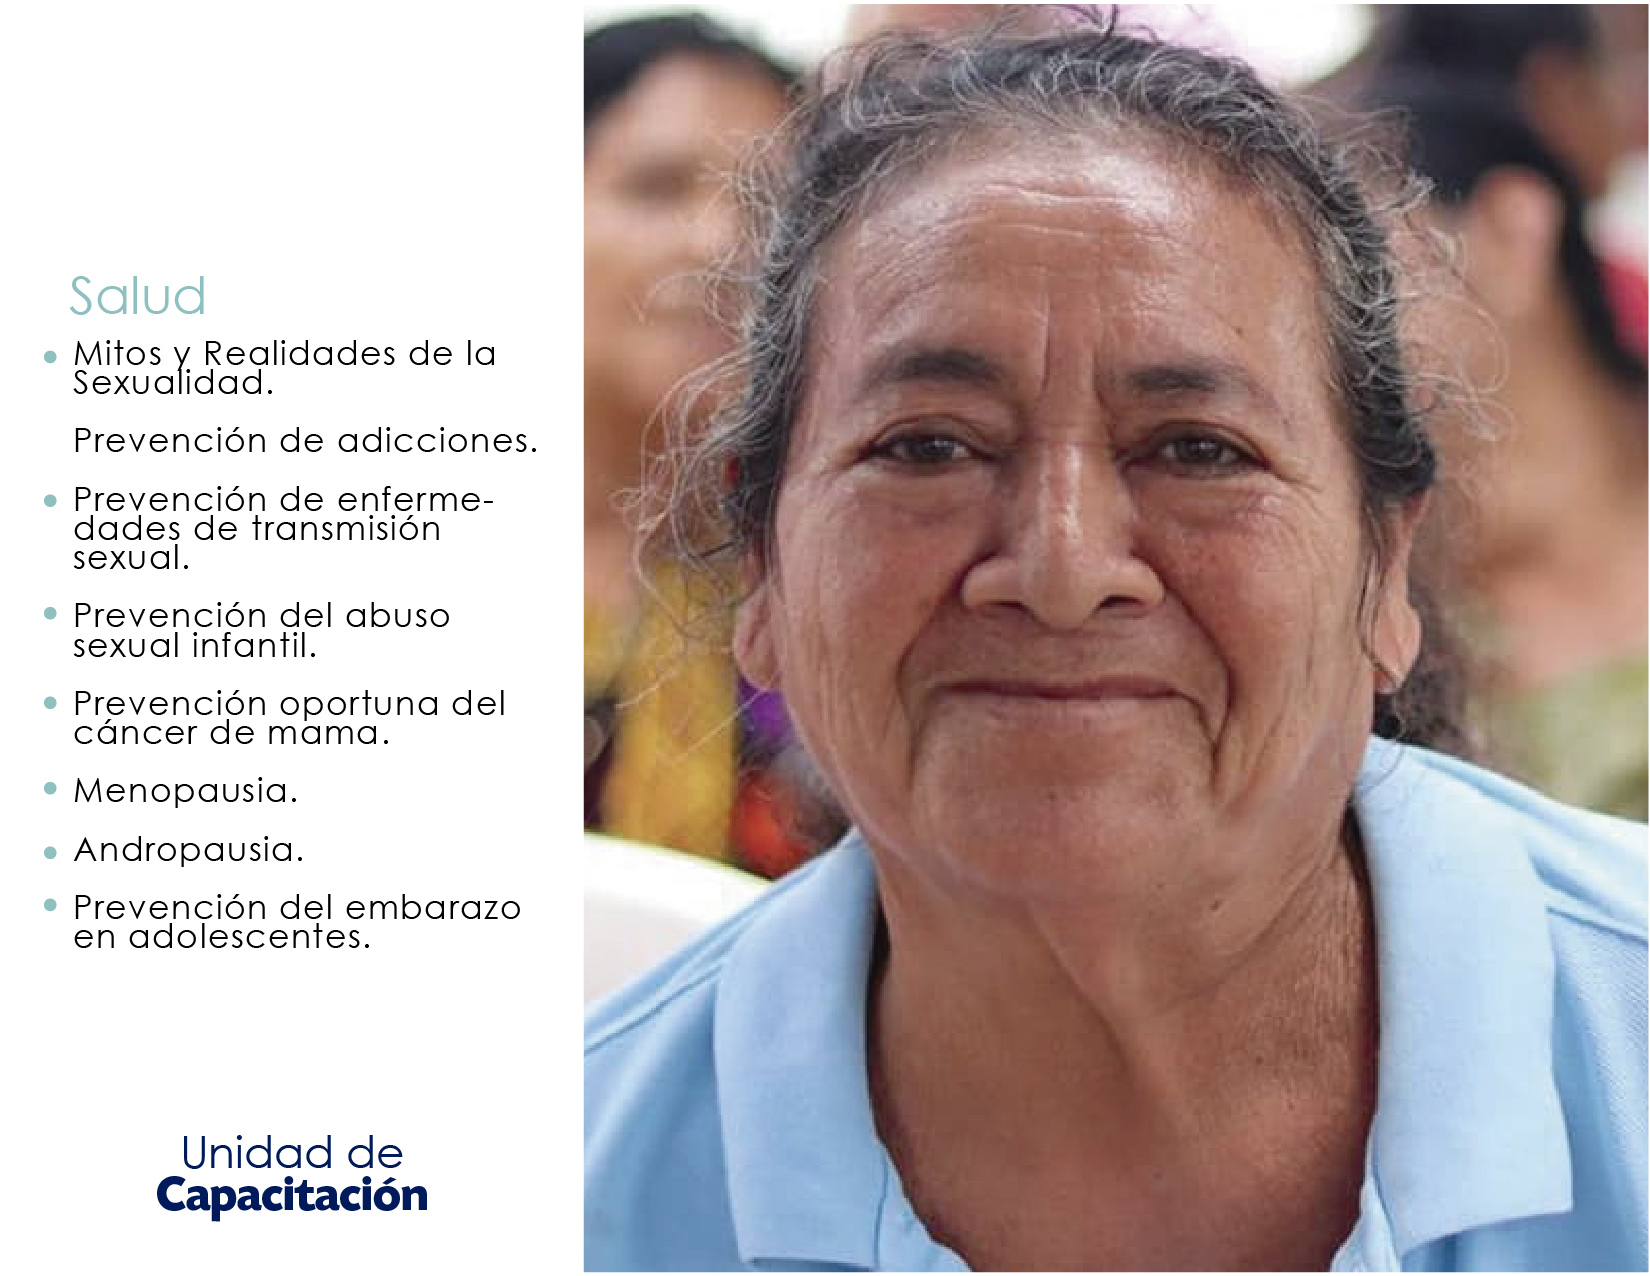 Salud
• Mitos y Realidades de la
Sexualidad.
Prevención de adicciones.
• Prevención de enferme-
dades de transmisión
sexual.
• Prevención del abuso
sexual infantil.
• Prevención oportuna del
cáncer de mama.
• Menopausia.
• Andropausia.
• Prevención del embarazo
en adolescentes.
Unidad de
Capacitación